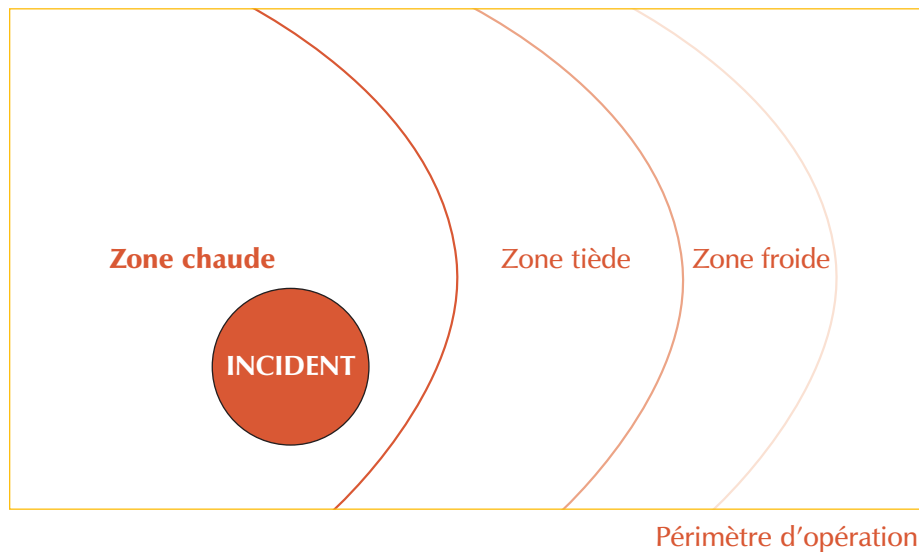 Zone chaude
Zone tiède
Zone froide
INCIDENT
Périmètre d'opération